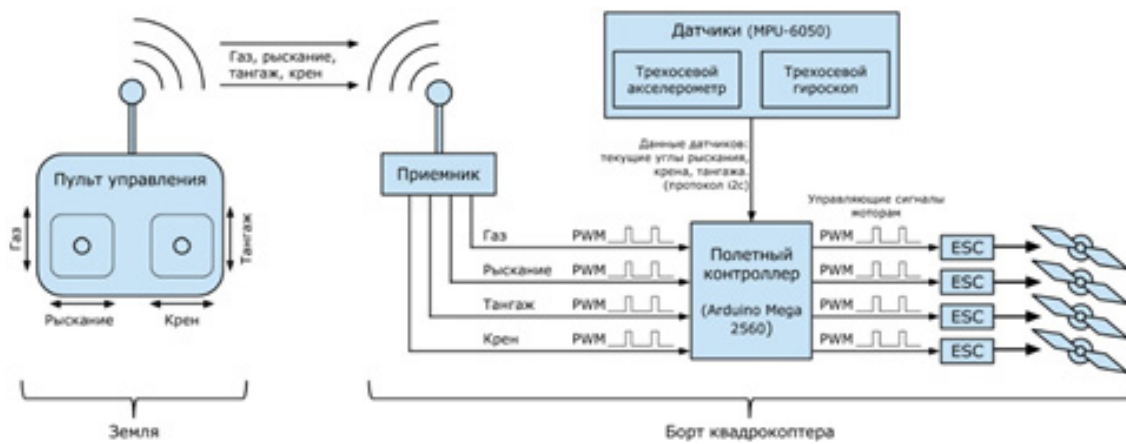 Газ, рыскание,
тангаж, крен
Датчики (MPU-6050)
Трехосевой
акселерометр
Трехосевой
гироскоп
Данные датчиков:
текущие углы рыскания,
крена, тангажа.
(протокол i2c)
Пульт управления
Газ
Тангаж
Рыскание
Крен
Приемник
Управляющие сигналы
моторам
Газ
PWM
Рыскание
PWM
Тангаж
PWM
Крен
PWM
Полетный
контроллер
(Arduino Mega
2560)
PWM
ESC
PWM
ESC
PWM
ESC
PWM
ESC
Земля
Борт квадрокоптера